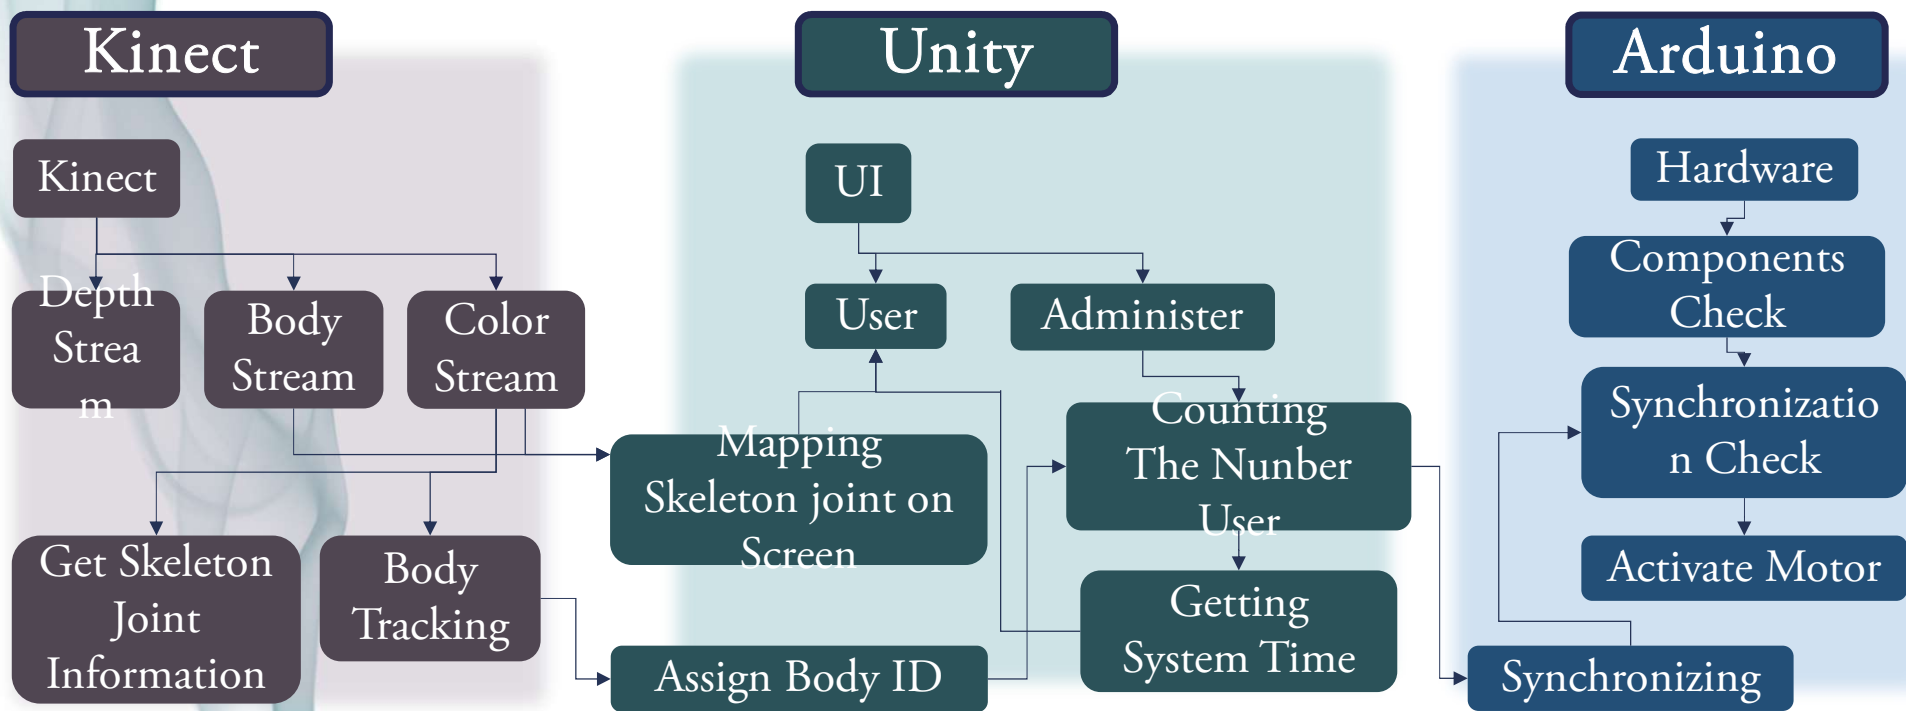 Kinect
Unity
Arduino
Kinect
Depth
Strea
m
Body
Stream
Color
Stream
Get Skeleton
Joint
Information
Body
Tracking
UI
User
Administer
Mapping
Skeleton joint on
Screen
Counting
The Nunber
User
Assign Body ID
Getting
System Time
Hardware
Components
Check
Synchronizatio
n Check
Activate Motor
Synchronizing